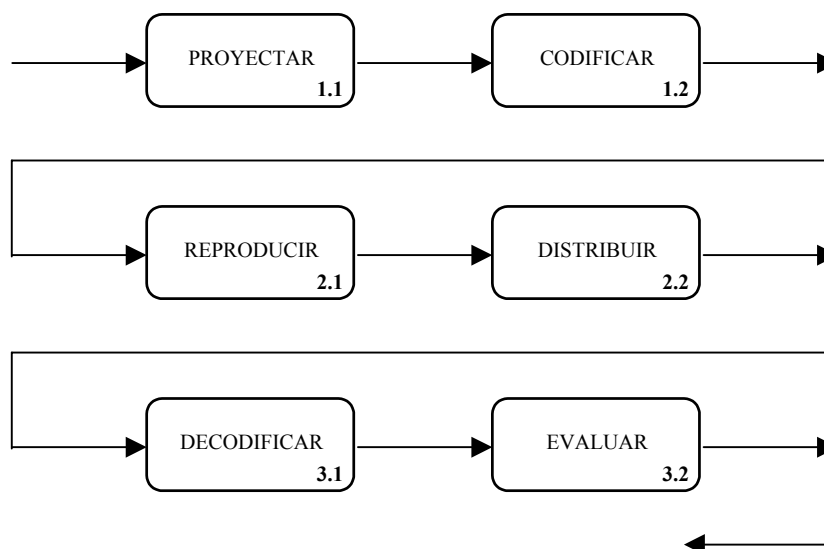 PROYECTAR
1.1
CODIFICAR
1.2
REPRODUCIR
2.1
DISTRIBUIR
2.2
DECODIFICAR
3.1
EVALUAR
3.2